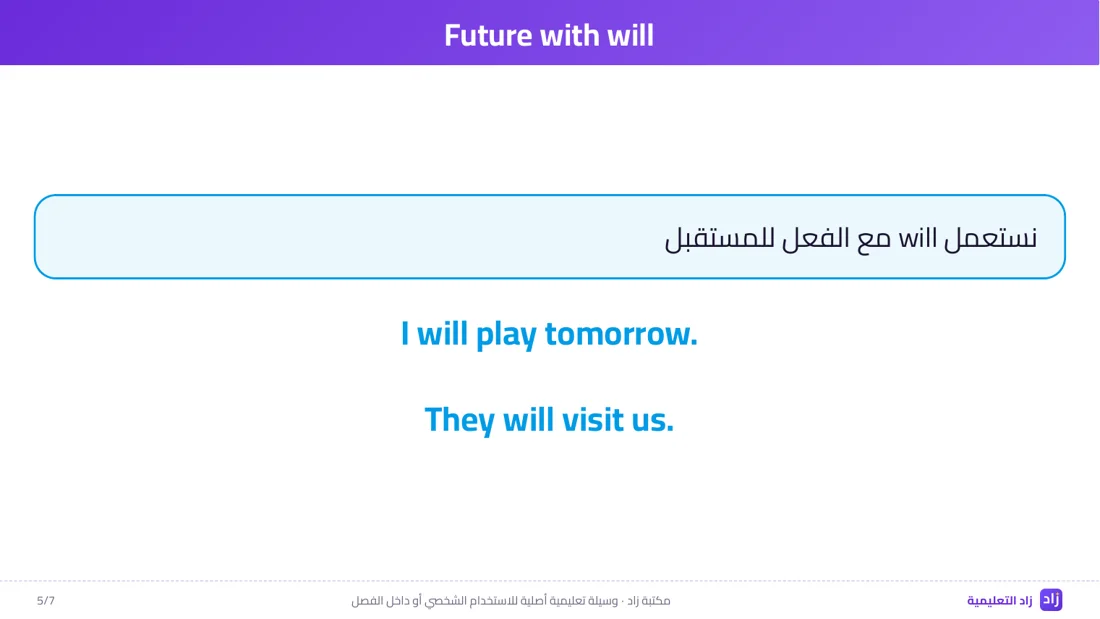 Future with will
نستعمل will مع الفعل للمستقبل
I will play tomorrow.
They will visit us.
زاد زاد التعليمية
مكتبة زاد · وسيلة تعليمية أصلية للاستخدام الشخصي أو داخل الفصل
5/7